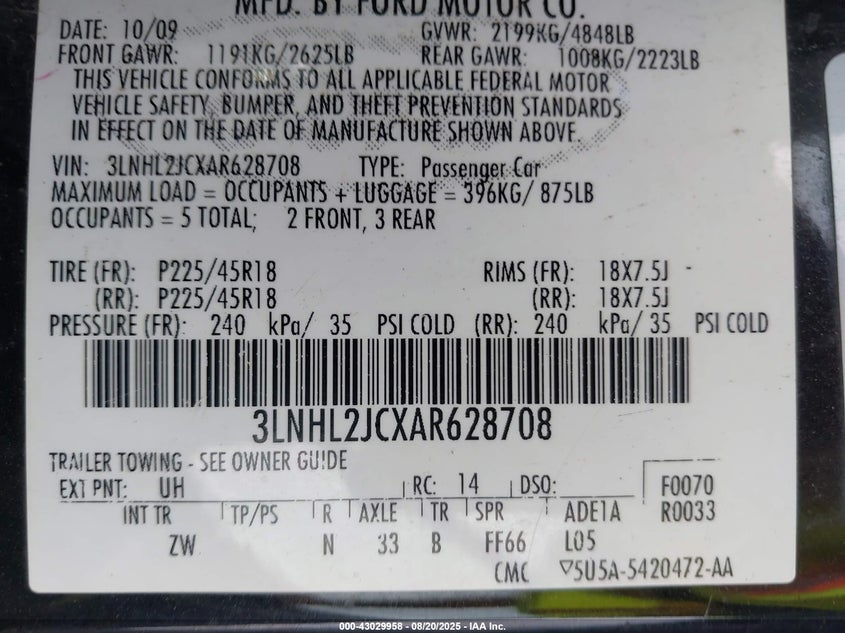 MFD. BY FORD MOTOR CO.
DATE: 10/09 GVWR: 2199KG/4848LB
FRONT GAWR: 1191KG/2625LB REAR GAWR: 1008KG/2223LB
THIS VEHICLE CONFORMS TO ALL APPLICABLE FEDERAL MOTOR
VEHICLE SAFETY, BUMPER, AND THEFT PREVENTION STANDARDS
IN EFFECT ON THE DATE OF MANUFACTURE SHOWN ABOVE.
VIN: 3LNHL2JCXAR628708 TYPE: Passenger Car
MAXIMUM LOAD = OCCUPANTS + LUGGAGE = 396KG/ 875LB
OCCUPANTS = 5 TOTAL; 2 FRONT, 3 REAR
TIRE (FR): P225/45R18 RIMS (FR): 18X7.5J
(RR): P225/45R18 (RR): 18X7.5J
PRESSURE (FR): 240 kPa/ 35 PSI COLD (RR): 240 kPa/ 35 PSI COLD
3LNHL2JCXAR628708
TRAILER TOWING - SEE OWNER GUIDE
EXT PNT: UH RC: 14 DSO: F0070
INT TR TP/PS R AXLE TR SPR ADE1A R0033
ZW N 33 B FF66 L05
CMC ▽5U5A-5420472-AA
000-43029958 - 08/20/2025 - IAA Inc.